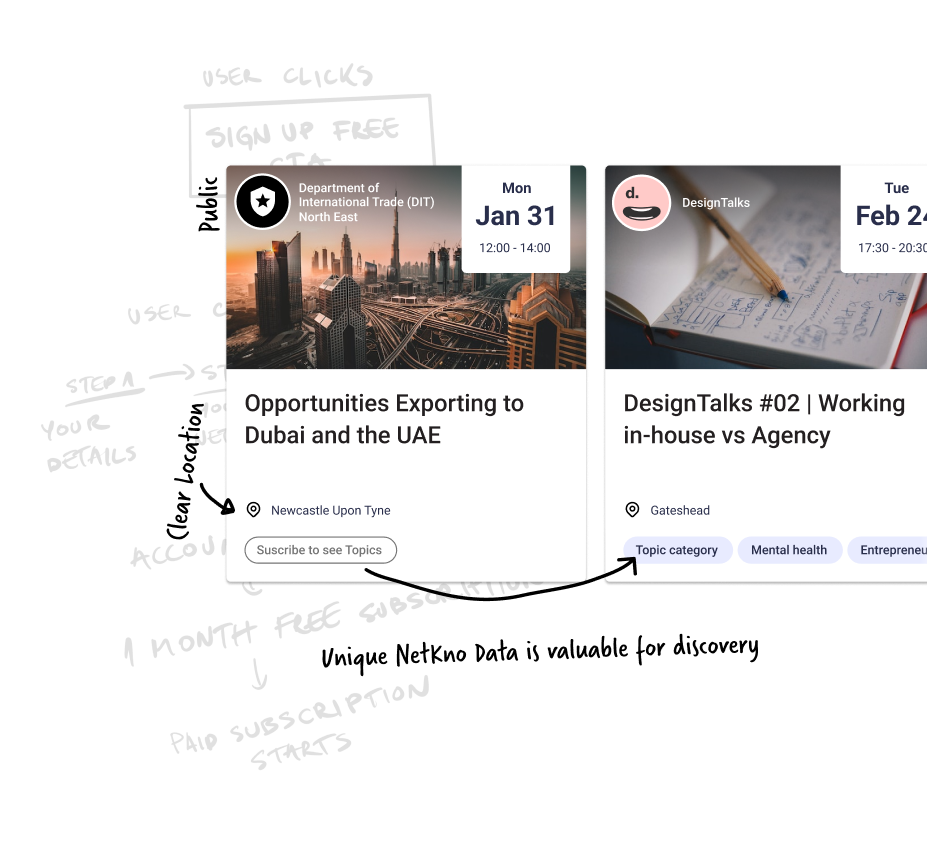 USER CLICKS
SIGN UP FREE
CTA
Public
Department of
International Trade (DIT)
North East
Mon
Jan 31
12:00 - 14:00
d.
DesignTalks
Tue
Feb 24
17:30 - 20:30
USER C
STEP 1
ST
YOUR
DETAILS
Clear Location
Opportunities Exporting to
Dubai and the UAE
DesignTalks #02 | Working
in-house vs Agency
Newcastle Upon Tyne
Gateshead
Suscribe to see Topics
Topic category
Mental health
Entrepreneu
ACCOU
1 MONTH FREE SUBSCRIPTION
Unique NetKno Data is valuable for discovery
PAID SUBSCRIPTION
STARTS